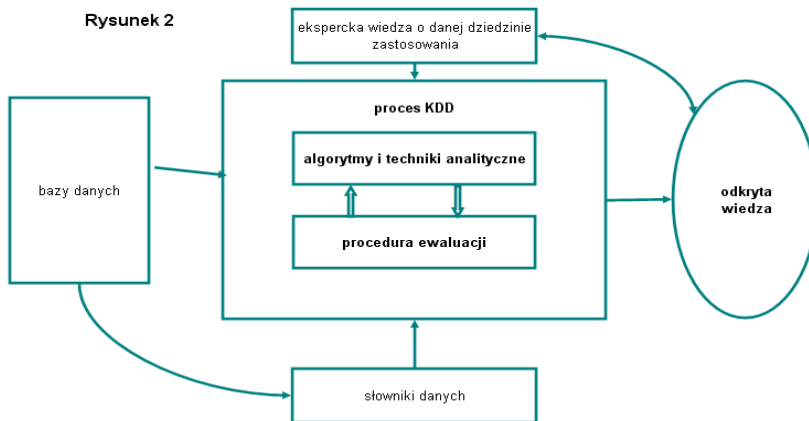 Rysunek 2
ekspercka wiedza o danej dziedzinie
zastosowania
proces KDD
algorytmy i techniki analityczne
bazy danych
odkryta
wiedza
procedura ewaluacji
słowniki danych